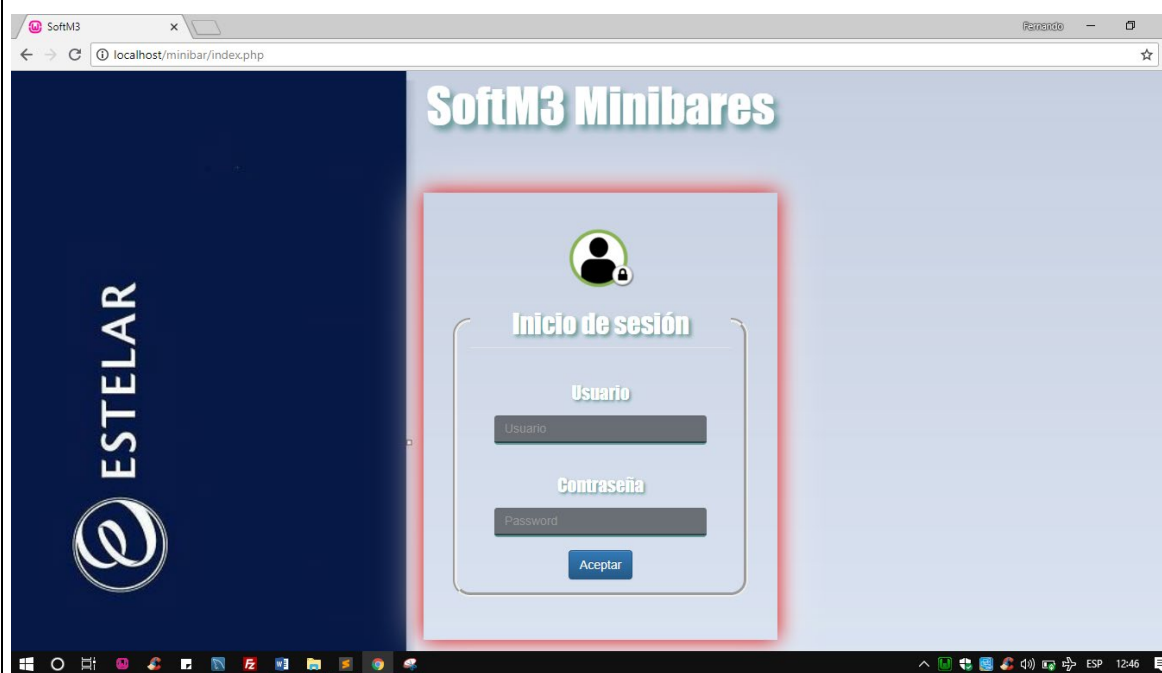 SoftM3
Fernando
localhost/minibar/index.php
SoftM3 Minibares
ESTELAR
Inicio de sesión
Usuario
Usuario
Contraseña
Password
Aceptar
ESP 12:46